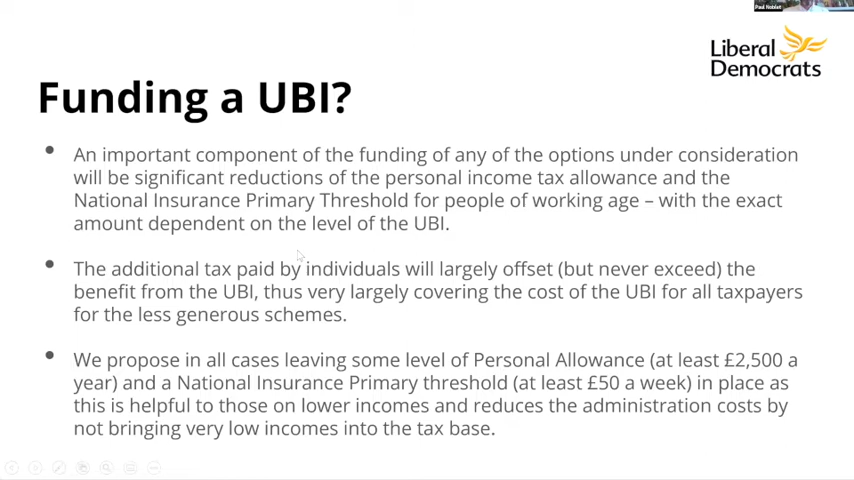 Paul Noblet
Liberal
Democrats
Funding a UBI?
• An important component of the funding of any of the options under consideration
will be significant reductions of the personal income tax allowance and the
National Insurance Primary Threshold for people of working age – with the exact
amount dependent on the level of the UBI.
• The additional tax paid by individuals will largely offset (but never exceed) the
benefit from the UBI, thus very largely covering the cost of the UBI for all taxpayers
for the less generous schemes.
• We propose in all cases leaving some level of Personal Allowance (at least £2,500 a
year) and a National Insurance Primary threshold (at least £50 a week) in place as
this is helpful to those on lower incomes and reduces the administration costs by
not bringing very low incomes into the tax base.